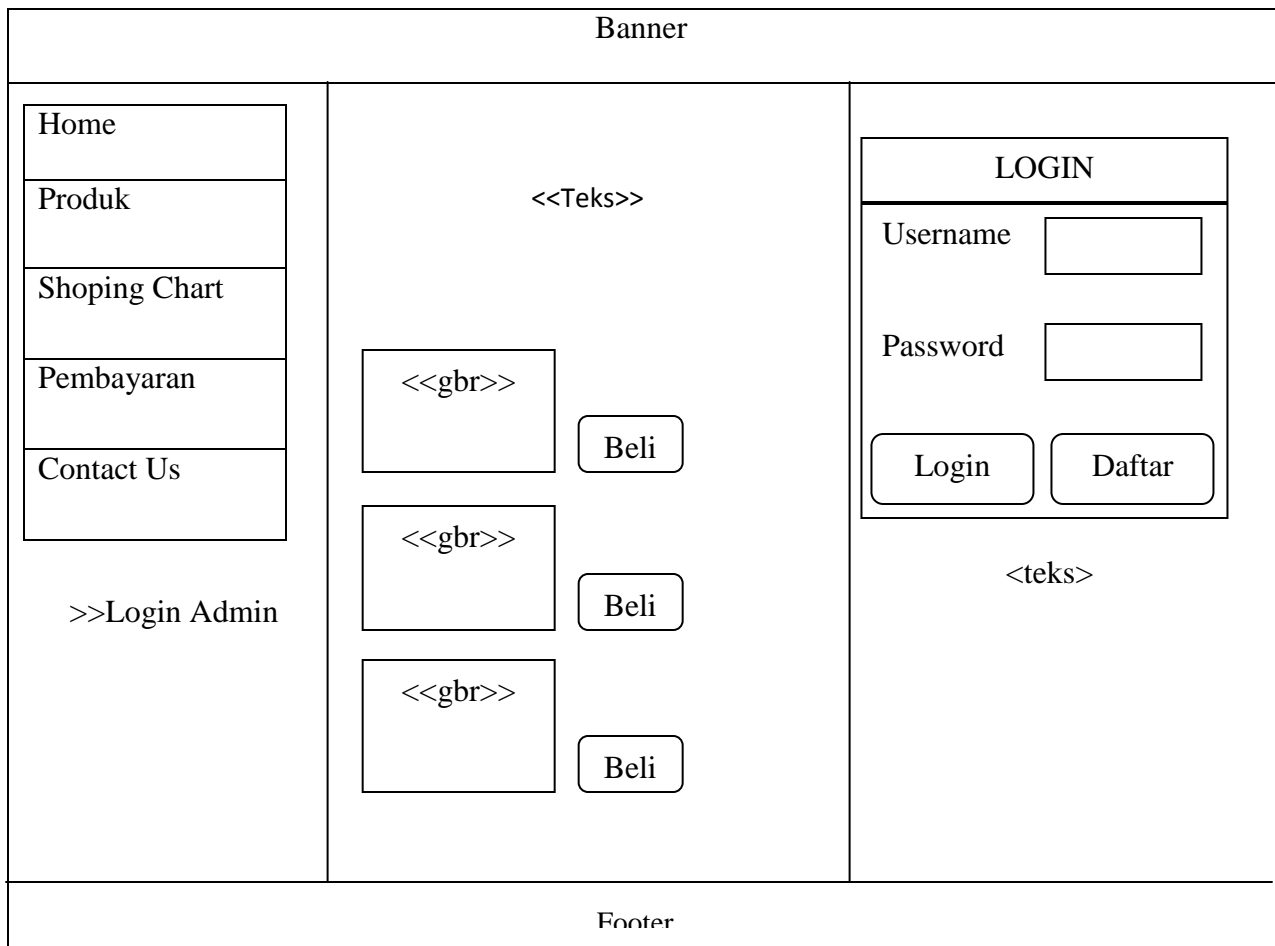 Banner
Home
Produk
Shoping Chart
Pembayaran
Contact Us
>>Login Admin
<<Teks>>
<<gbr>>
Beli
<<gbr>>
Beli
<<gbr>>
Beli
LOGIN
Username
Password
Login
Daftar
<teks>
Footer